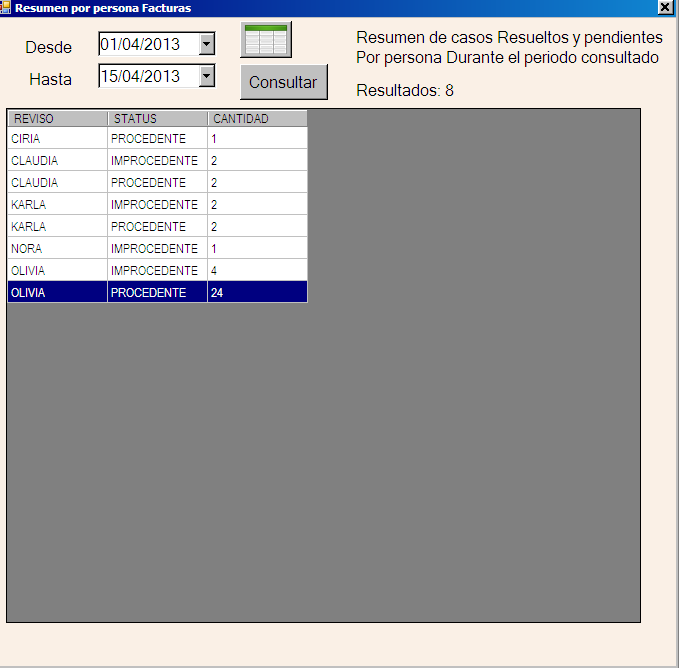 Resumen por persona Facturas
Desde 01/04/2013
Hasta 15/04/2013
Consultar
Resumen de casos Resueltos y pendientes
Por persona Durante el periodo consultado
Resultados: 8
REVISO STATUS CANTIDAD
CIRIA PROCEDENTE 1
CLAUDIA IMPROCEDENTE 2
CLAUDIA PROCEDENTE 2
KARLA IMPROCEDENTE 2
KARLA PROCEDENTE 2
NORA IMPROCEDENTE 1
OLIVIA IMPROCEDENTE 4
OLIVIA PROCEDENTE 24